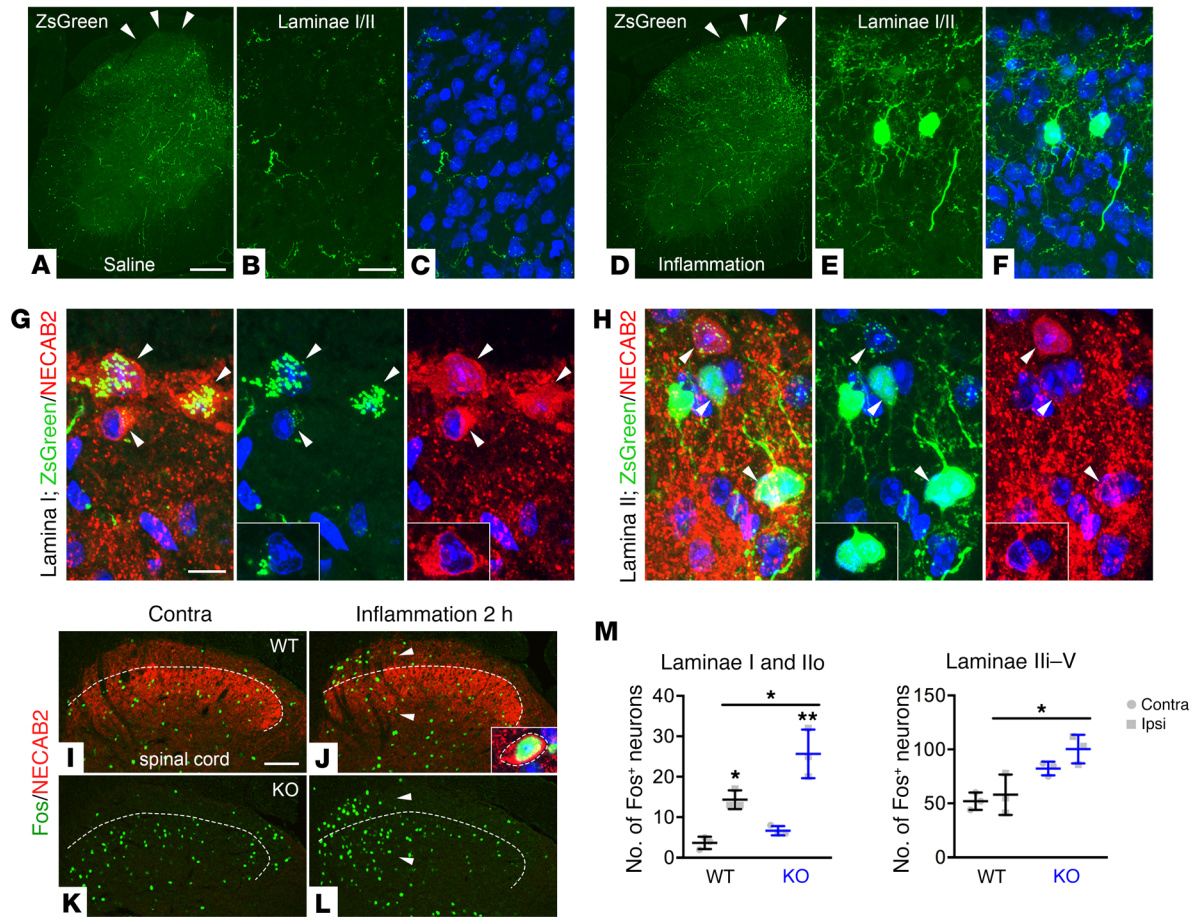 ZsGreen
A
Saline
Laminae I/II
B
C
ZsGreen
D
Inflammation
Laminae I/II
E
F
G
Lamina I; ZsGreen/NECAB2
H
Lamina II; ZsGreen/NECAB2
Contra
Inflammation 2 h
Fos/NECAB2
WT
I
spinal cord
J
KO
K
L
M
Laminae I and IIo
No. of Fos⁺ neurons
40
30
20
10
0
*
*
**
WT
KO
Laminae IIi–V
No. of Fos⁺ neurons
150
100
50
0
*
WT
KO
Contra
Ipsi